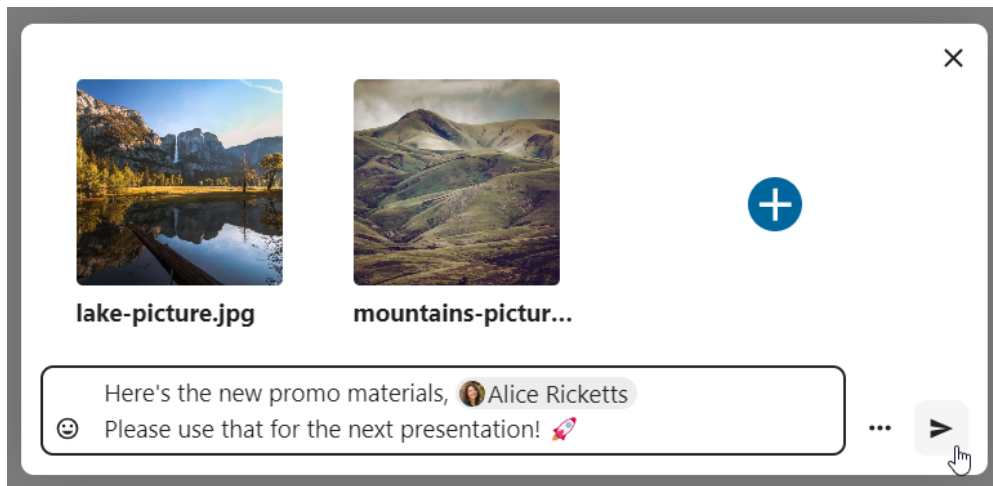 lake-picture.jpg
mountains-pictur...
Here's the new promo materials, Alice Ricketts
Please use that for the next presentation! 🚀